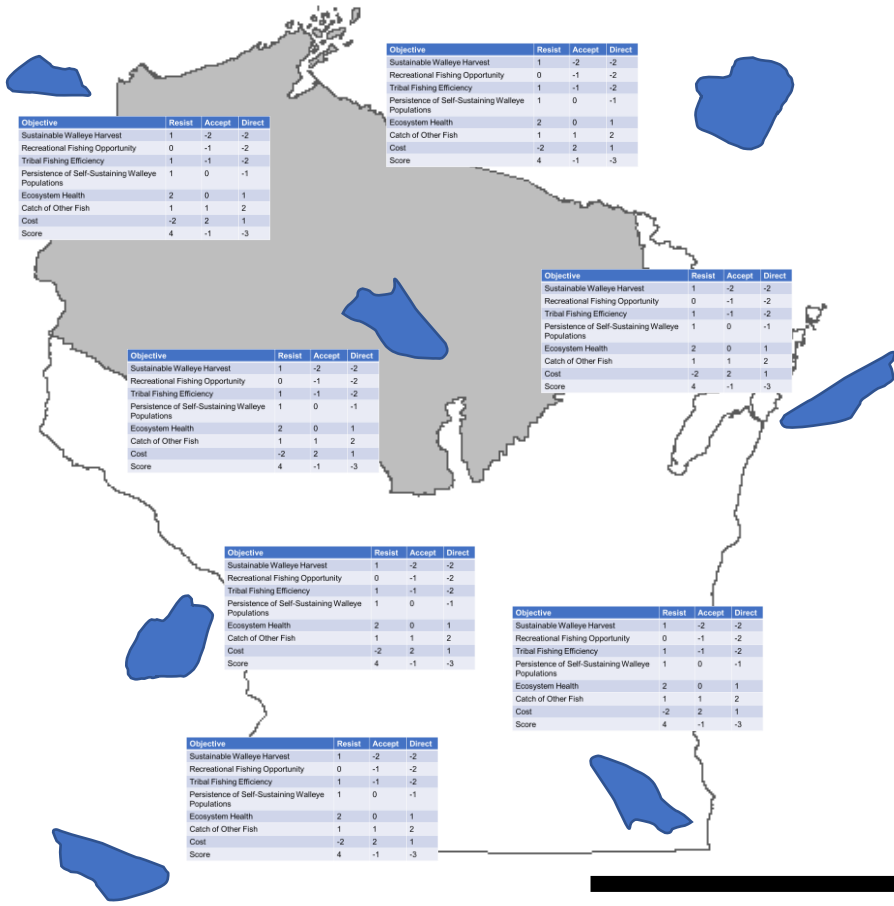 Objective Resist Accept Direct
Sustainable Walleye Harvest 1 -2 -2
Recreational Fishing Opportunity 0 -1 -2
Tribal Fishing Efficiency 1 -1 -2
Persistence of Self-Sustaining Walleye 1 0 -1
Populations
Ecosystem Health 2 0 1
Catch of Other Fish 1 1 2
Cost -2 2 1
Score 4 -1 -3
Objective Resist Accept Direct
Sustainable Walleye Harvest 1 -2 -2
Recreational Fishing Opportunity 0 -1 -2
Tribal Fishing Efficiency 1 -1 -2
Persistence of Self-Sustaining Walleye 1 0 -1
Populations
Ecosystem Health 2 0 1
Catch of Other Fish 1 1 2
Cost -2 2 1
Score 4 -1 -3
Objective Resist Accept Direct
Sustainable Walleye Harvest 1 -2 -2
Recreational Fishing Opportunity 0 -1 -2
Tribal Fishing Efficiency 1 -1 -2
Persistence of Self-Sustaining Walleye 1 0 -1
Populations
Ecosystem Health 2 0 1
Catch of Other Fish 1 1 2
Cost -2 2 1
Score 4 -1 -3
Objective Resist Accept Direct
Sustainable Walleye Harvest 1 -2 -2
Recreational Fishing Opportunity 0 -1 -2
Tribal Fishing Efficiency 1 -1 -2
Persistence of Self-Sustaining Walleye 1 0 -1
Populations
Ecosystem Health 2 0 1
Catch of Other Fish 1 1 2
Cost -2 2 1
Score 4 -1 -3
Objective Resist Accept Direct
Sustainable Walleye Harvest 1 -2 -2
Recreational Fishing Opportunity 0 -1 -2
Tribal Fishing Efficiency 1 -1 -2
Persistence of Self-Sustaining Walleye 1 0 -1
Populations
Ecosystem Health 2 0 1
Catch of Other Fish 1 1 2
Cost -2 2 1
Score 4 -1 -3
Objective Resist Accept Direct
Sustainable Walleye Harvest 1 -2 -2
Recreational Fishing Opportunity 0 -1 -2
Tribal Fishing Efficiency 1 -1 -2
Persistence of Self-Sustaining Walleye 1 0 -1
Populations
Ecosystem Health 2 0 1
Catch of Other Fish 1 1 2
Cost -2 2 1
Score 4 -1 -3
Objective Resist Accept Direct
Sustainable Walleye Harvest 1 -2 -2
Recreational Fishing Opportunity 0 -1 -2
Tribal Fishing Efficiency 1 -1 -2
Persistence of Self-Sustaining Walleye 1 0 -1
Populations
Ecosystem Health 2 0 1
Catch of Other Fish 1 1 2
Cost -2 2 1
Score 4 -1 -3